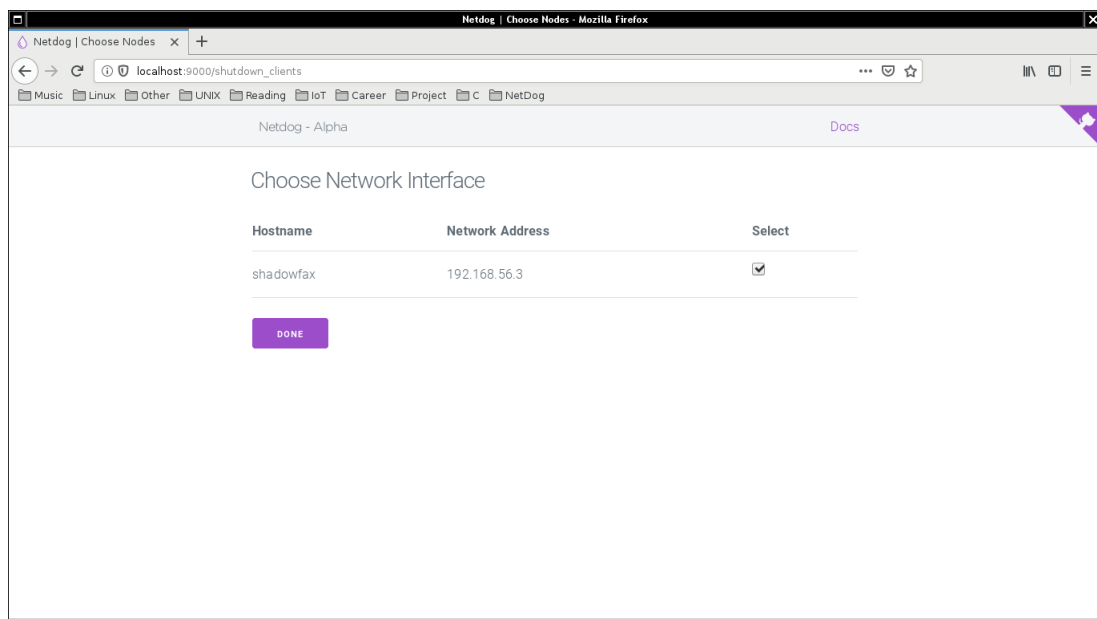 Netdog | Choose Nodes - Mozilla Firefox
Netdog | Choose Nodes
localhost:9000/shutdown_clients
Music Linux Other UNIX Reading IoT Career Project C NetDog
Netdog - Alpha Docs
Choose Network Interface
Hostname Network Address Select
shadowfax 192.168.56.3
DONE